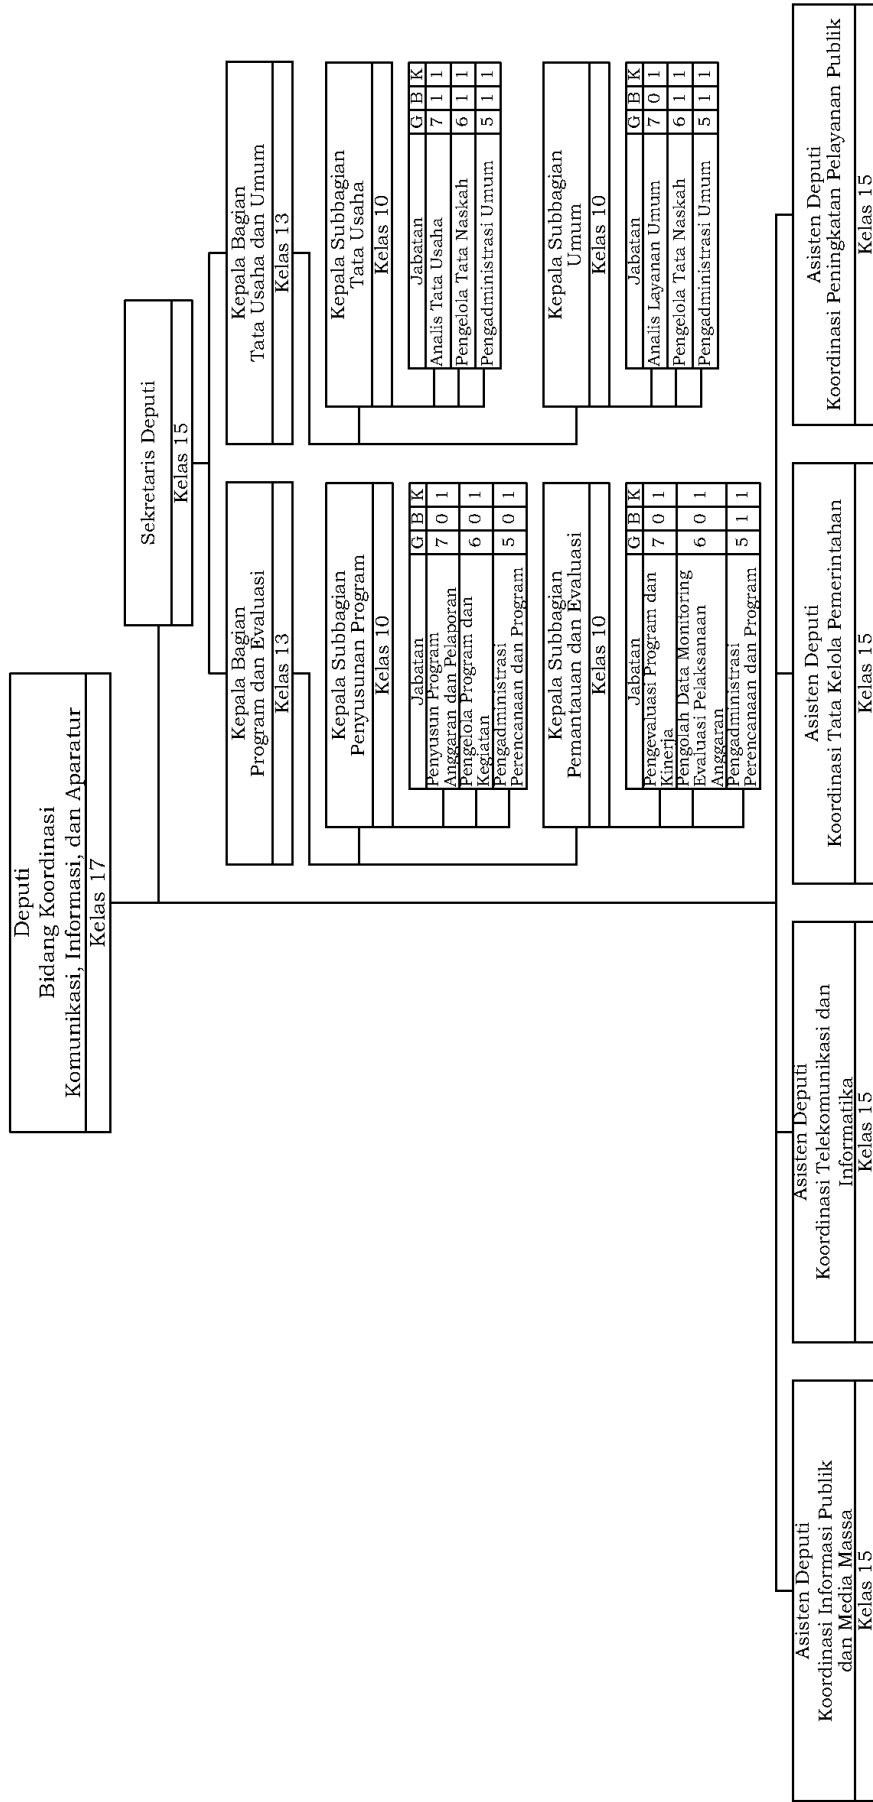 Deputi
Bidang Koordinasi
Komunikasi, Informasi, dan Aparatur
Kelas 17
Sekretaris Deputi
Kelas 15
Kepala Bagian
Program dan Evaluasi
Kelas 13
Kepala Subbagian
Penyusunan Program
Kelas 10
Jabatan G B K
Penyusun Program
Anggaran dan Pelaporan 7 0 1
Pengelola Program dan
Kegiatan 6 0 1
Pengadministrasi
Perencanaan dan Program 5 0 1
Kepala Subbagian
Pemantauan dan Evaluasi
Kelas 10
Jabatan G B K
Pengevaluasi Program dan
Kinerja 7 0 1
Pengolah Data Monitoring
Evaluasi Pelaksanaan 6 0 1
Anggaran
Pengadministrasi
Perencanaan dan Program 5 1 1
Kepala Bagian
Tata Usaha dan Umum
Kelas 13
Kepala Subbagian
Tata Usaha
Kelas 10
Jabatan G B K
Analis Tata Usaha 7 1 1
Pengelola Tata Naskah 6 1 1
Pengadministrasi Umum 5 1 1
Kepala Subbagian
Umum
Kelas 10
Jabatan G B K
Analis Layanan Umum 7 0 1
Pengelola Tata Naskah 6 1 1
Pengadministrasi Umum 5 1 1
Asisten Deputi
Koordinasi Informasi Publik
dan Media Massa
Kelas 15
Asisten Deputi
Koordinasi Telekomunikasi dan
Informatika
Kelas 15
Asisten Deputi
Koordinasi Tata Kelola Pemerintahan
Kelas 15
Asisten Deputi
Koordinasi Peningkatan Pelayanan Publik
Kelas 15